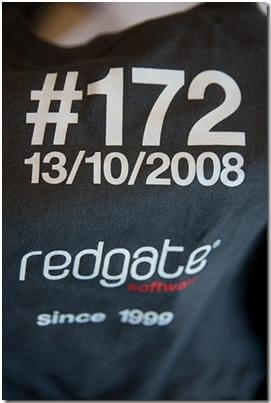 #172
13/10/2008
redgate
software
since 1999